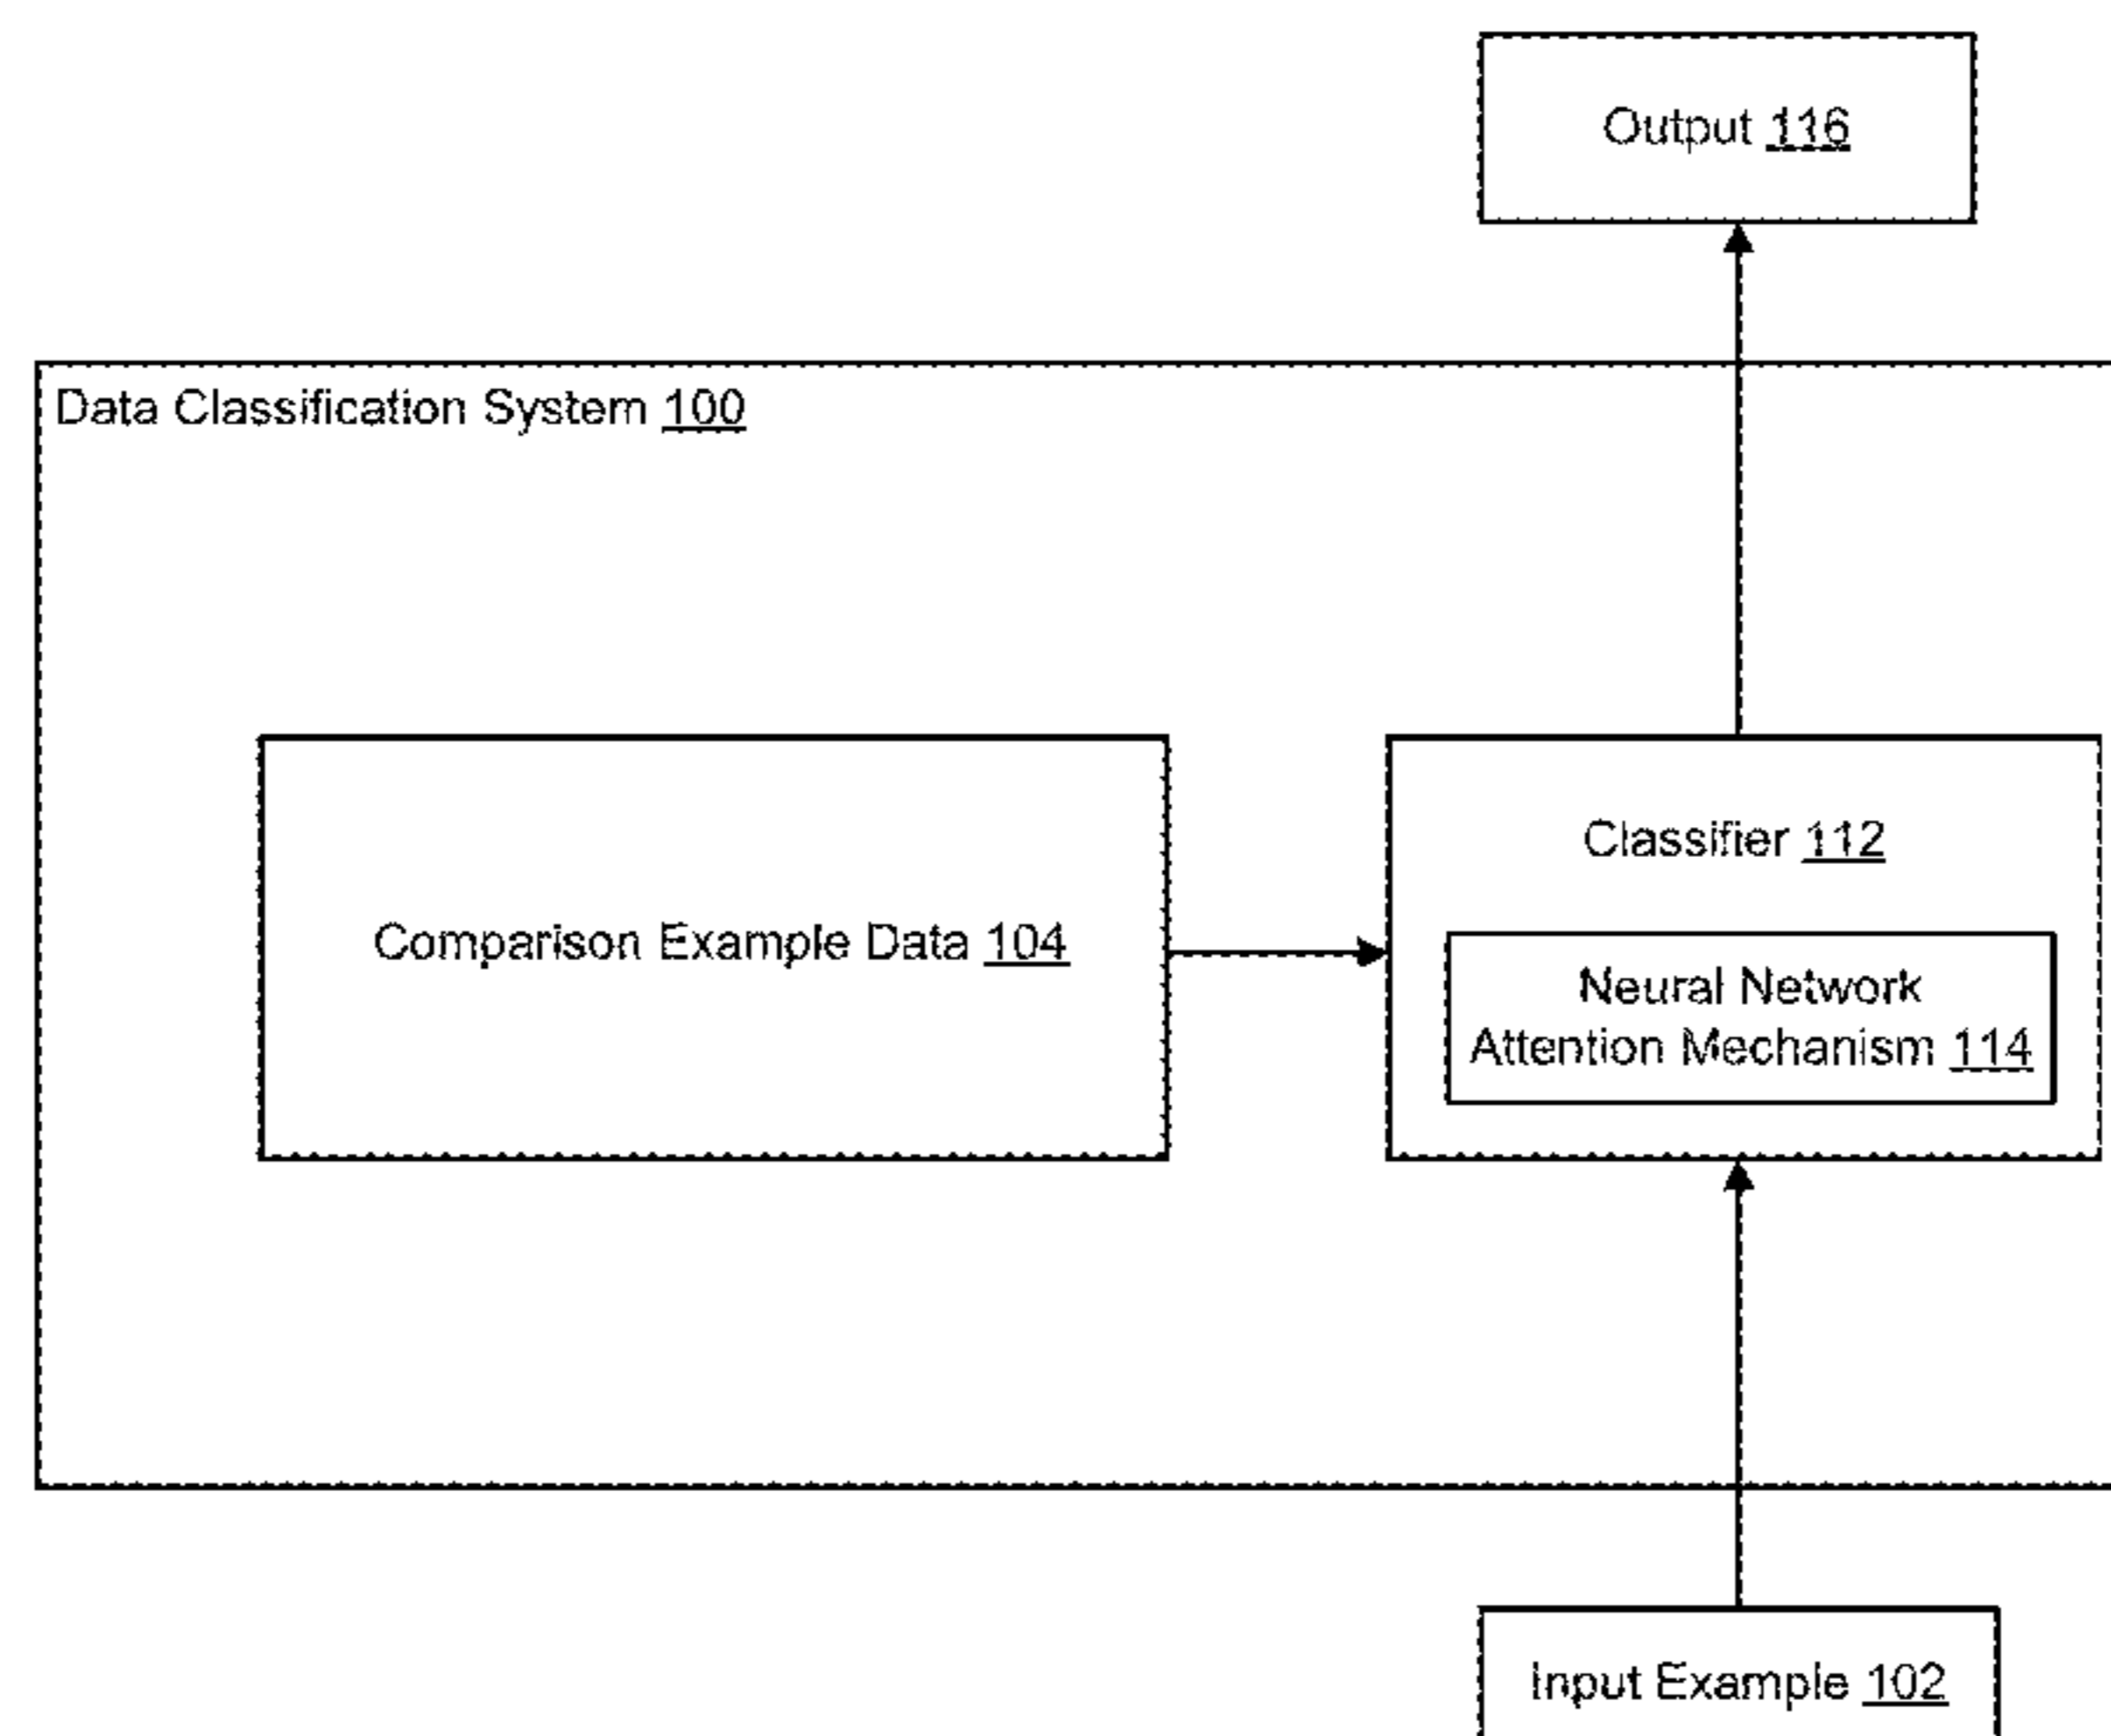 Output 116
Data Classification System 100
Classifier 112
Comparison Example Data 104
Neural Network
Attention Mechanism 114
Input Example 102